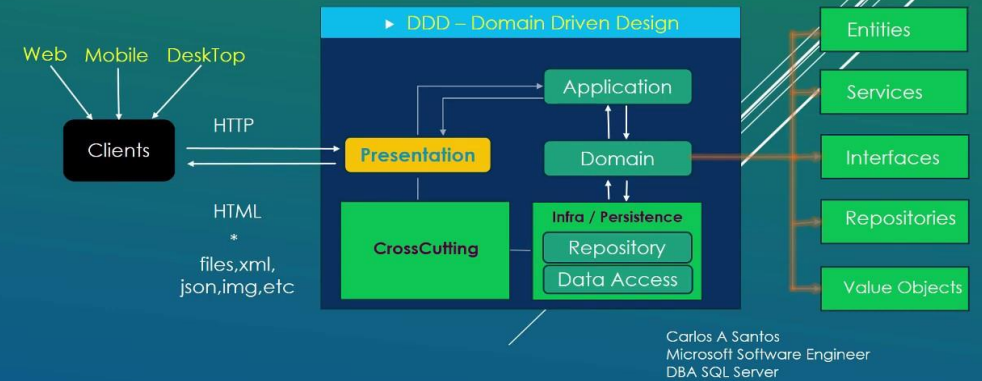 DDD – Domain Driven Design
Web Mobile DeskTop
Clients
HTTP
HTML
*
files,xml,
json,img,etc
Presentation
Application
Domain
CrossCutting
Infra / Persistence
Repository
Data Access
Entities
Services
Interfaces
Repositories
Value Objects
Carlos A Santos
Microsoft Software Engineer
DBA SQL Server